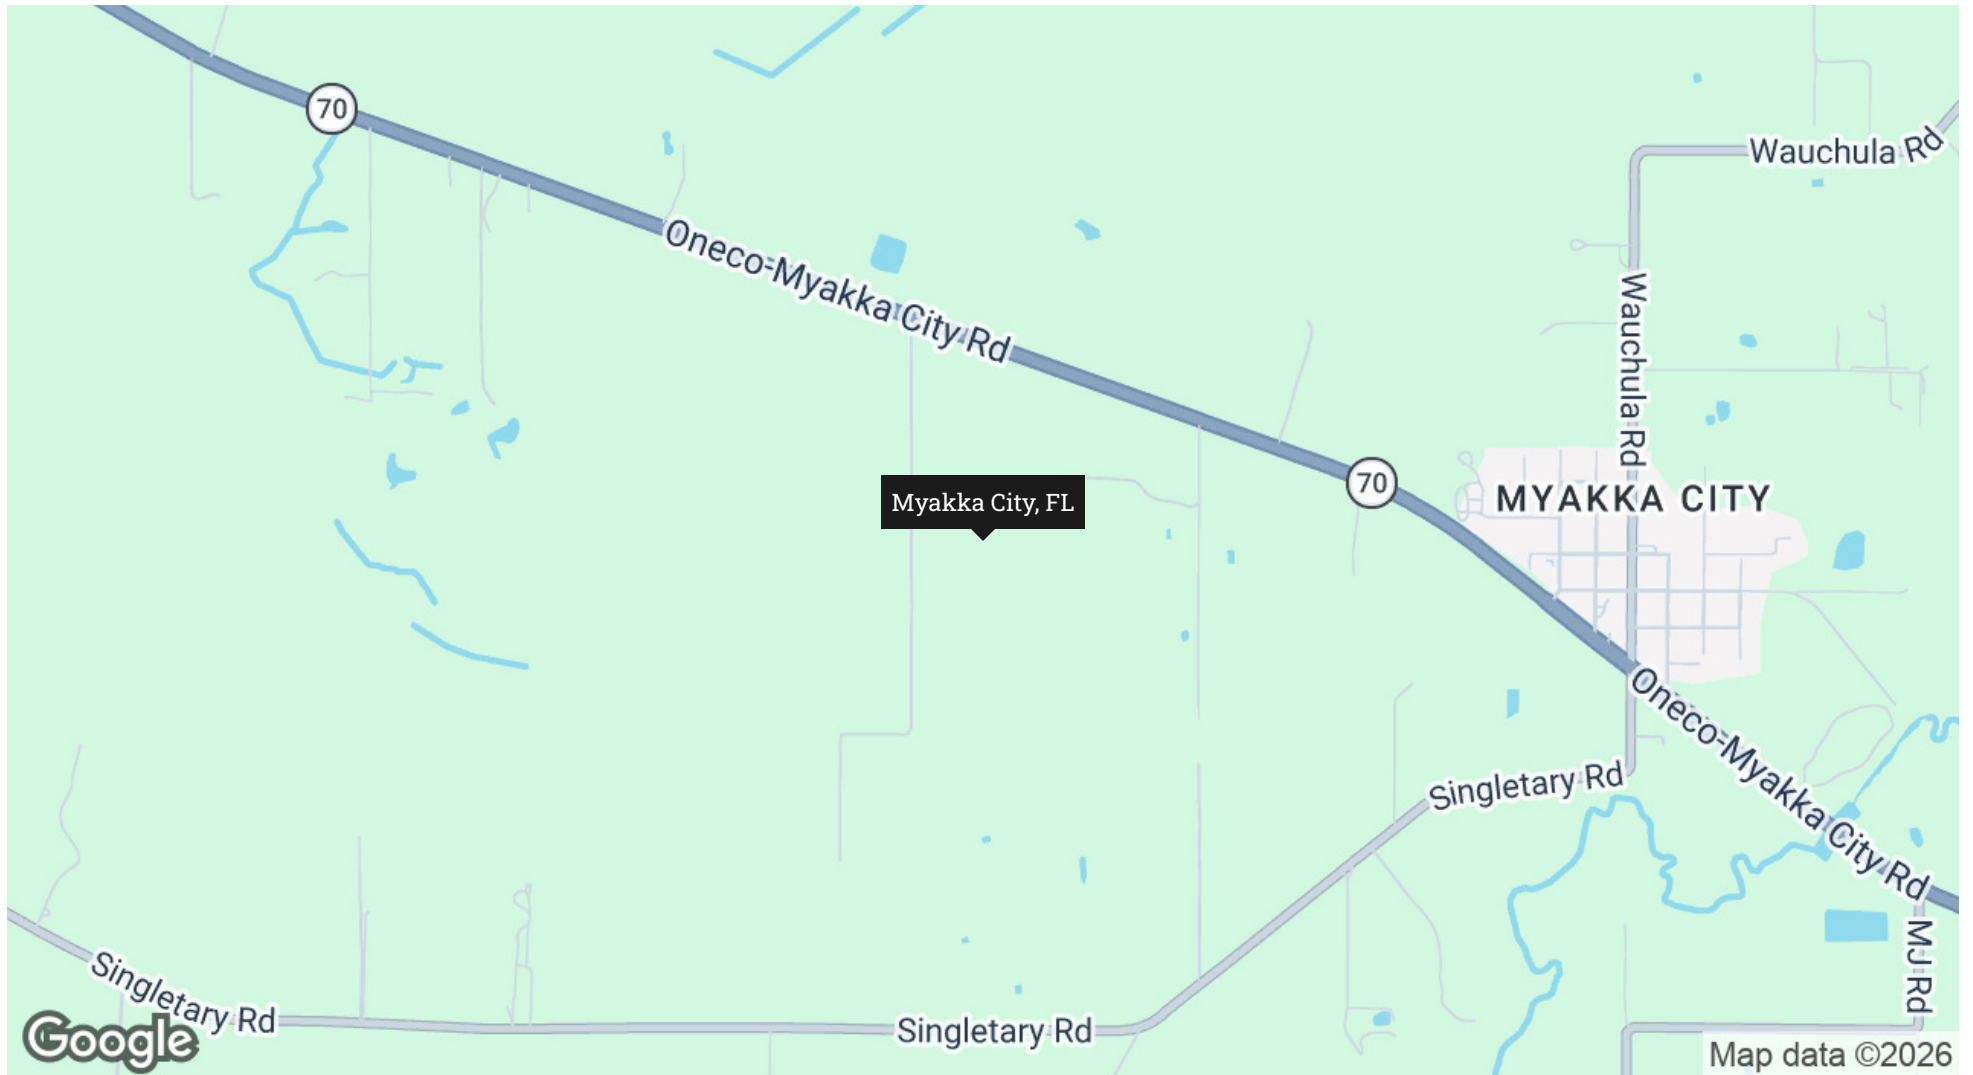 70
Wauchula Rd
Oneco-Myakka City Rd
Wauchula Rd
70
MYAKKA CITY
Myakka City, FL
Oneco-Myakka City Rd
Singletary Rd
MJ Rd
Singletary Rd
Singletary Rd
Google
Map data ©2026